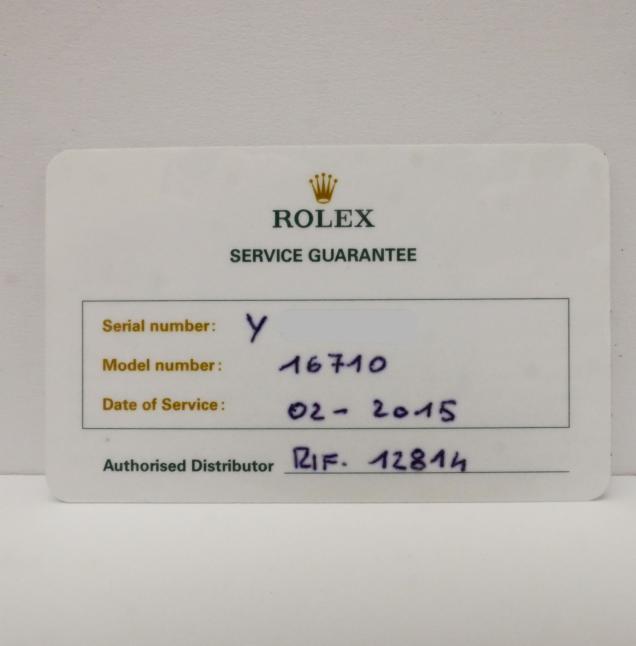 ROLEX
SERVICE GUARANTEE
Serial number: Y
Model number: 16710
Date of Service: 02 - 2015
Authorised Distributor RIF. 12814